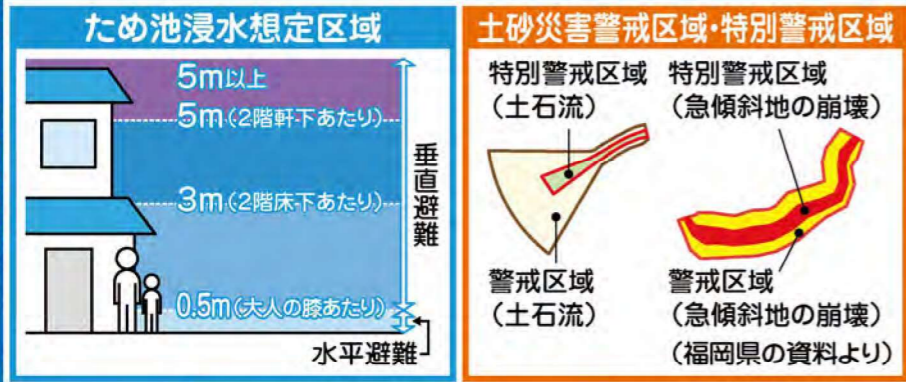 ため池浸水想定区域
5m以上
5m(2階軒下あたり)
3m(2階床下あたり)
0.5m(大人の膝あたり)
垂直避難
水平避難
土砂災害警戒区域・特別警戒区域
特別警戒区域
(土石流)
特別警戒区域
(急傾斜地の崩壊)
警戒区域
(土石流)
警戒区域
(急傾斜地の崩壊)
(福岡県の資料より)